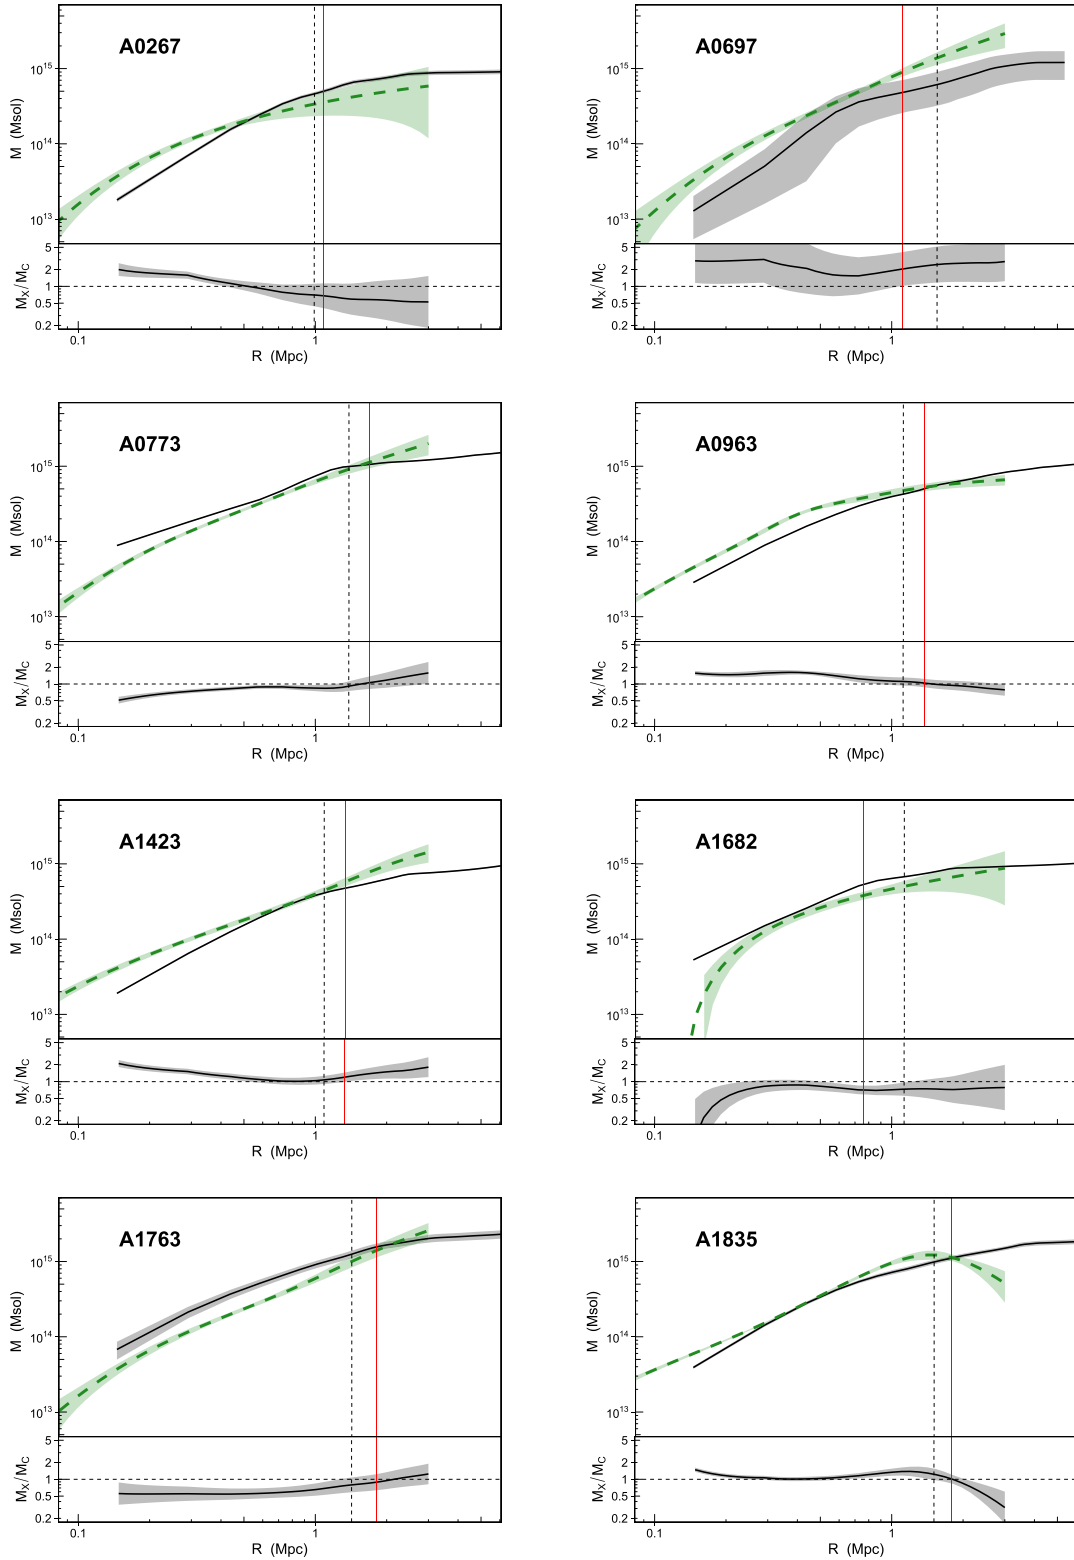 A0267
M (Msol)
10^15
10^14
10^13
M_X/M_C
5
2
1
0.5
0.2
0.1
1
R (Mpc)
A0697
M (Msol)
10^15
10^14
10^13
M_X/M_C
5
2
1
0.5
0.2
0.1
1
R (Mpc)
A0773
M (Msol)
10^15
10^14
10^13
M_X/M_C
5
2
1
0.5
0.2
0.1
1
R (Mpc)
A0963
M (Msol)
10^15
10^14
10^13
M_X/M_C
5
2
1
0.5
0.2
0.1
1
R (Mpc)
A1423
M (Msol)
10^15
10^14
10^13
M_X/M_C
5
2
1
0.5
0.2
0.1
1
R (Mpc)
A1682
M (Msol)
10^15
10^14
10^13
M_X/M_C
5
2
1
0.5
0.2
0.1
1
R (Mpc)
A1763
M (Msol)
10^15
10^14
10^13
M_X/M_C
5
2
1
0.5
0.2
0.1
1
R (Mpc)
A1835
M (Msol)
10^15
10^14
10^13
M_X/M_C
5
2
1
0.5
0.2
0.1
1
R (Mpc)